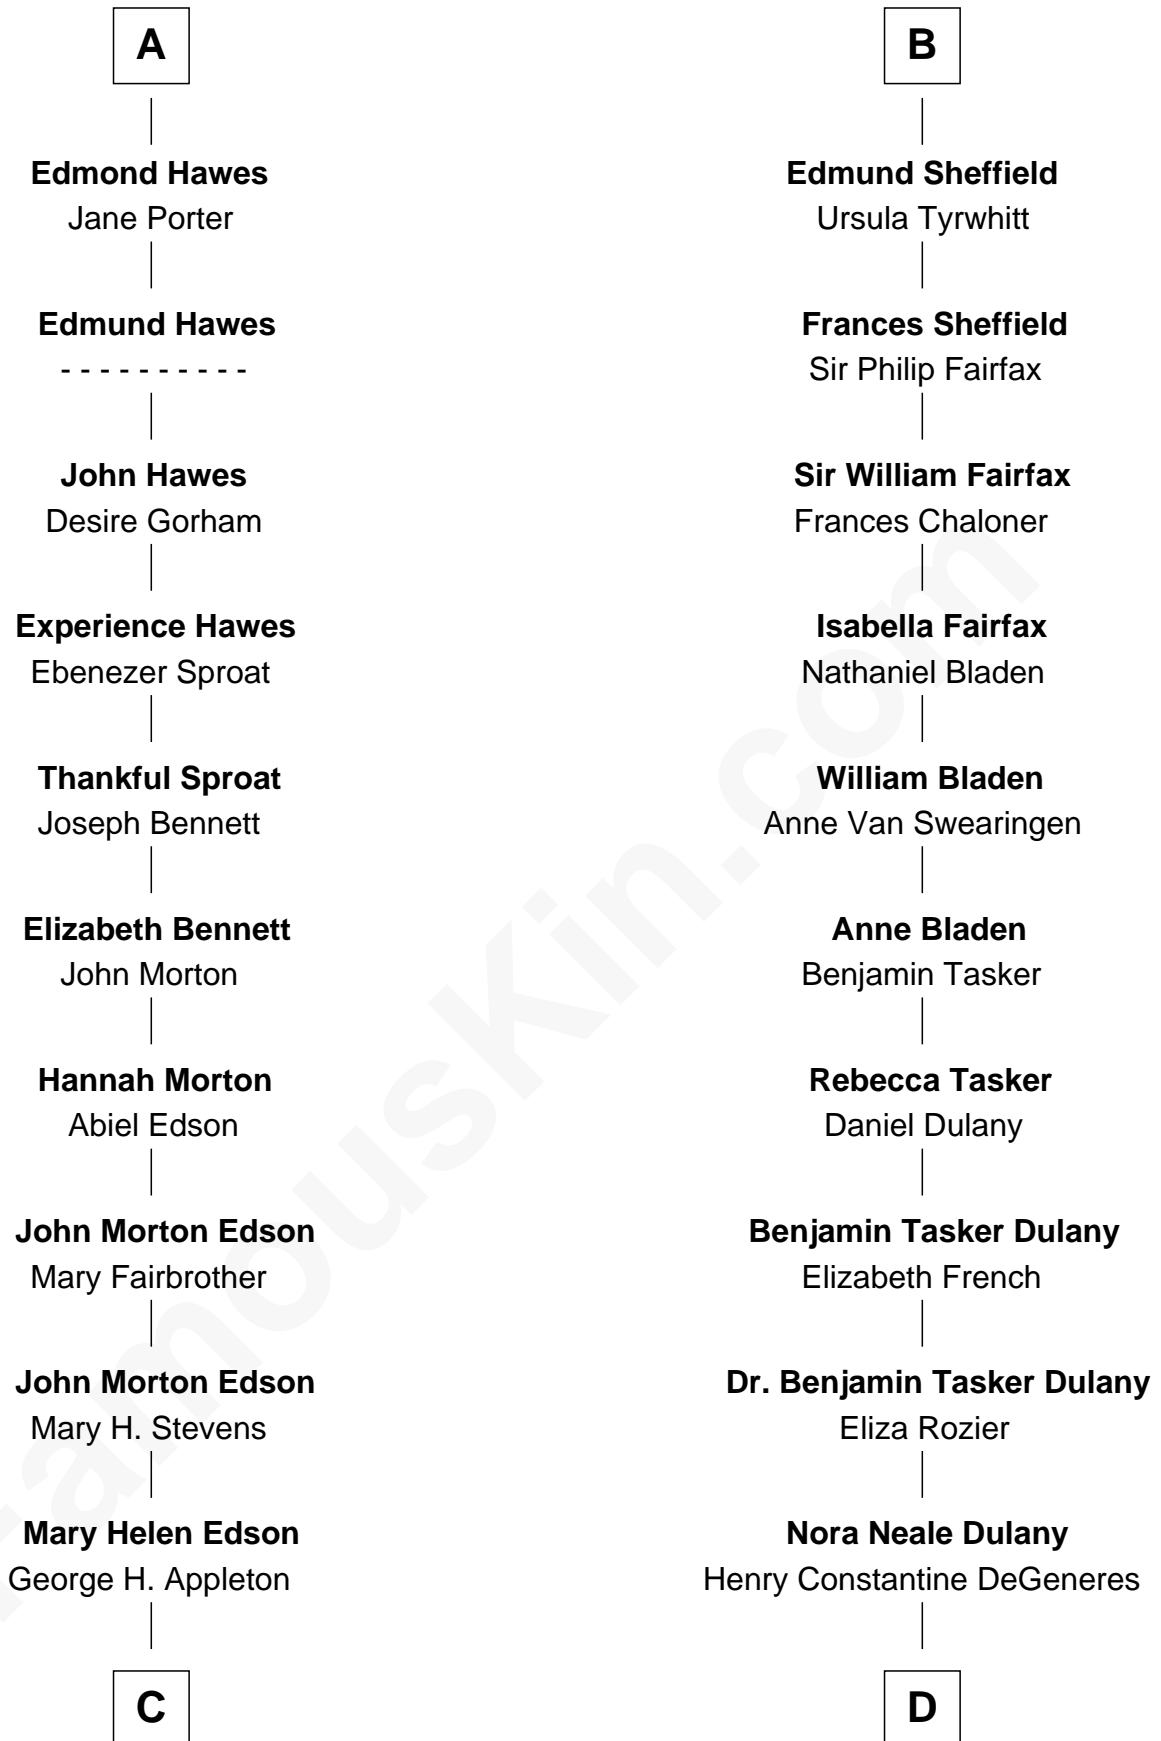 A
Edmond Hawes
Jane Porter
Edmund Hawes
- - - - - - - - - -
John Hawes
Desire Gorham
Experience Hawes
Ebenezer Sproat
Thankful Sproat
Joseph Bennett
Elizabeth Bennett
John Morton
Hannah Morton
Abiel Edson
John Morton Edson
Mary Fairbrother
John Morton Edson
Mary H. Stevens
Mary Helen Edson
George H. Appleton
C
B
Edmund Sheffield
Ursula Tyrwhitt
Frances Sheffield
Sir Philip Fairfax
Sir William Fairfax
Frances Chaloner
Isabella Fairfax
Nathaniel Bladen
William Bladen
Anne Van Swearingen
Anne Bladen
Benjamin Tasker
Rebecca Tasker
Daniel Dulany
Benjamin Tasker Dulany
Elizabeth French
Dr. Benjamin Tasker Dulany
Eliza Rozier
Nora Neale Dulany
Henry Constantine DeGeneres
D
FamousKin.com